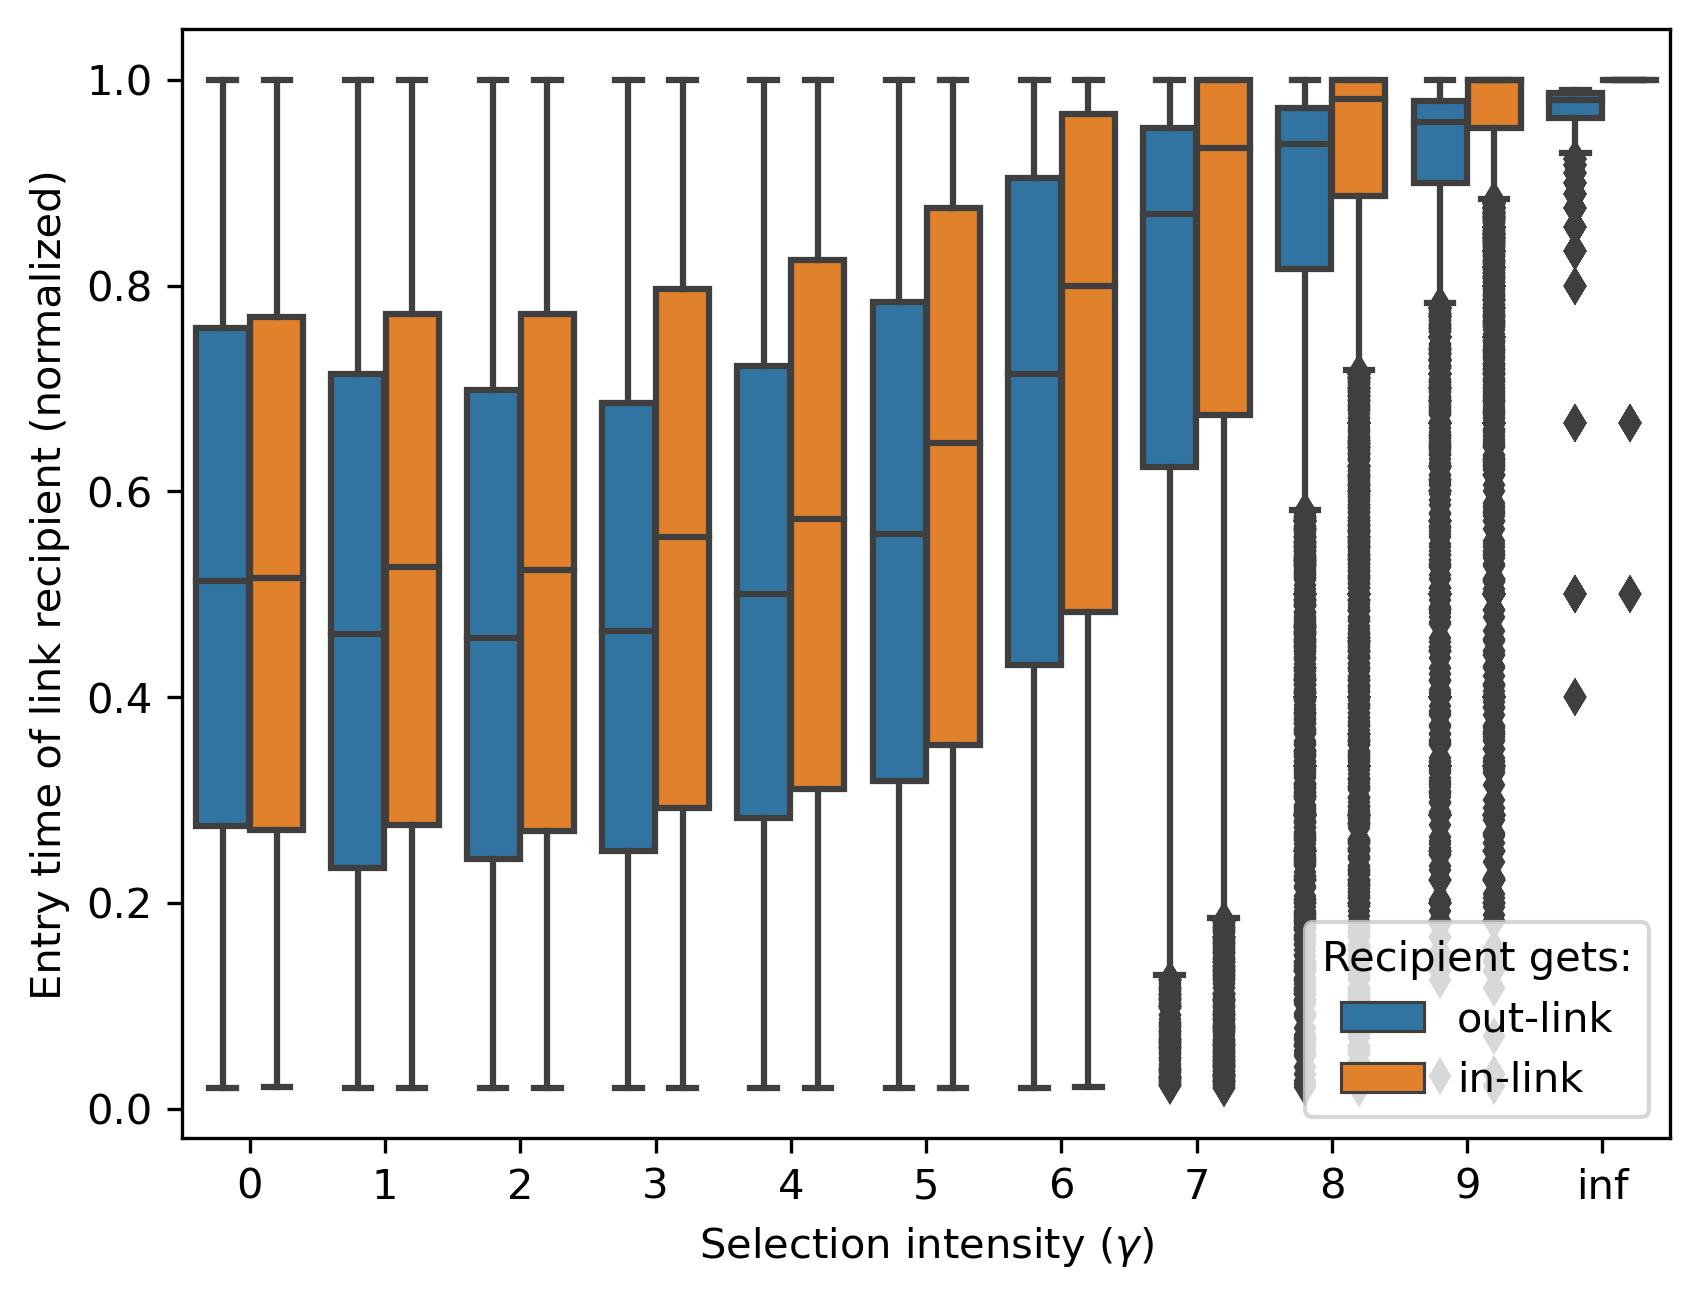 Entry time of link recipient (normalized)
1.0
0.8
0.6
0.4
0.2
0.0
Recipient gets:
out-link
in-link
0 1 2 3 4 5 6 7 8 9 inf
Selection intensity (γ)